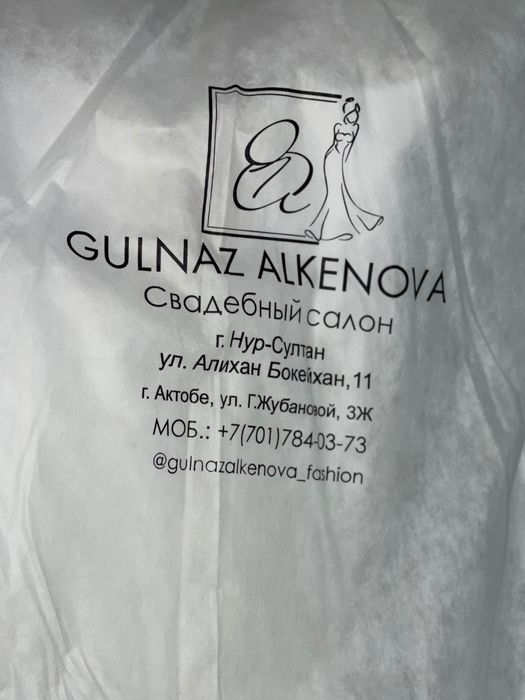 GULNAZ ALKENOVA
Свадебный салон
г. Нур-Султан
ул. Алихан Бокейхан, 11
г. Актобе, ул. Г.Жубановой, 3Ж
МОБ.: +7(701)784-03-73
@gulnazalkenova_fashion